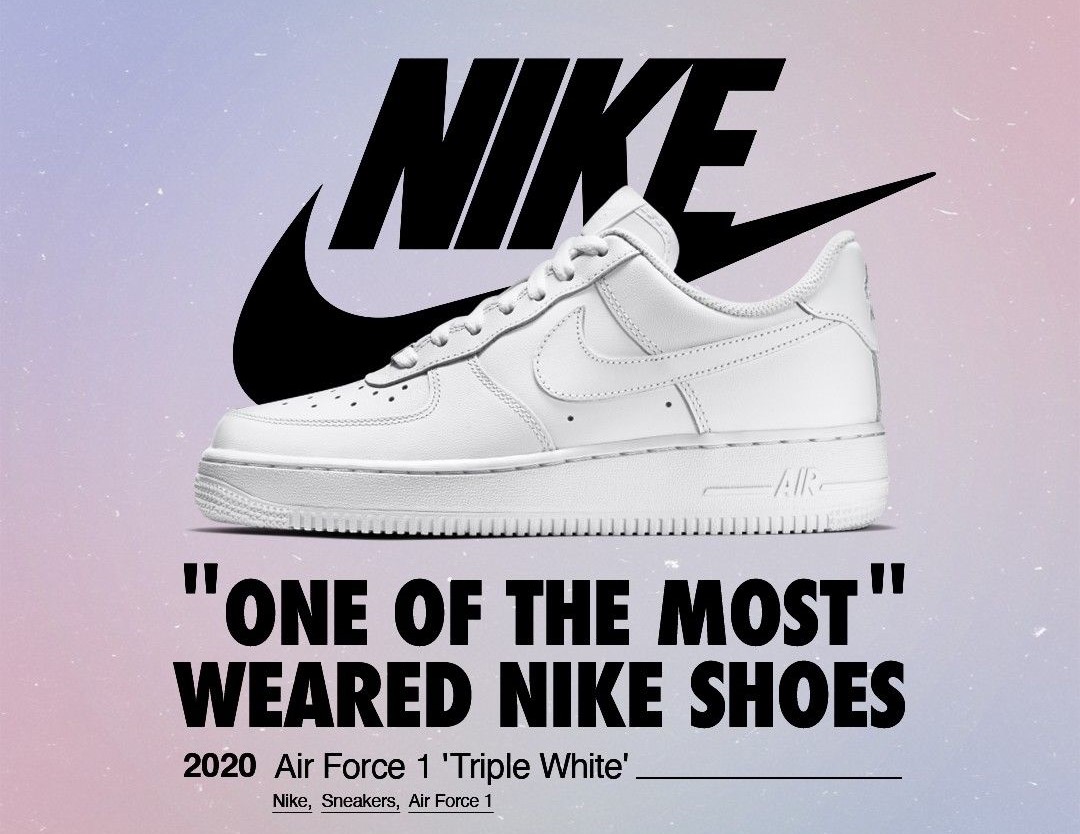 NIKE
AIR
"ONE OF THE MOST"
WEARED NIKE SHOES
2020 Air Force 1 'Triple White'
Nike, Sneakers, Air Force 1